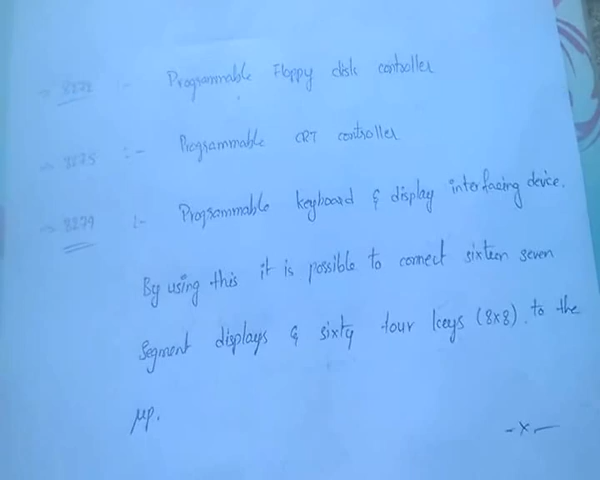 → 8272 :- Programmable Floppy disk controller
→ 8275 :- Programmable CRT controller
→ 8279 :- Programmable keyboard & display interfacing device.
By using this it is possible to connect sixteen seven
Segment displays & sixty four keys (8x8). to the
μp.
-x-